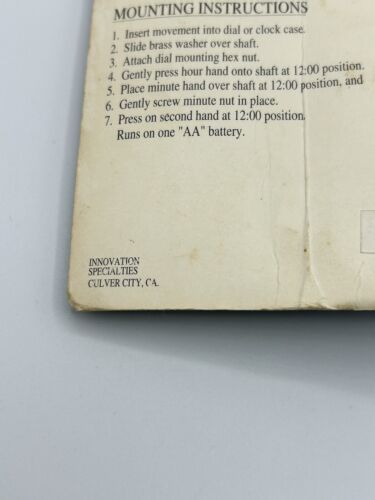 MOUNTING INSTRUCTIONS
1. Insert movement into dial or clock case.
2. Slide brass washer over shaft.
3. Attach dial mounting hex nut.
4. Gently press hour hand onto shaft at 12:00 position.
5. Place minute hand over shaft at 12:00 position, and
6. Gently screw minute nut in place.
7. Press on second hand at 12:00 position.
Runs on one "AA" battery.
INNOVATION
SPECIALTIES
CULVER CITY, CA.